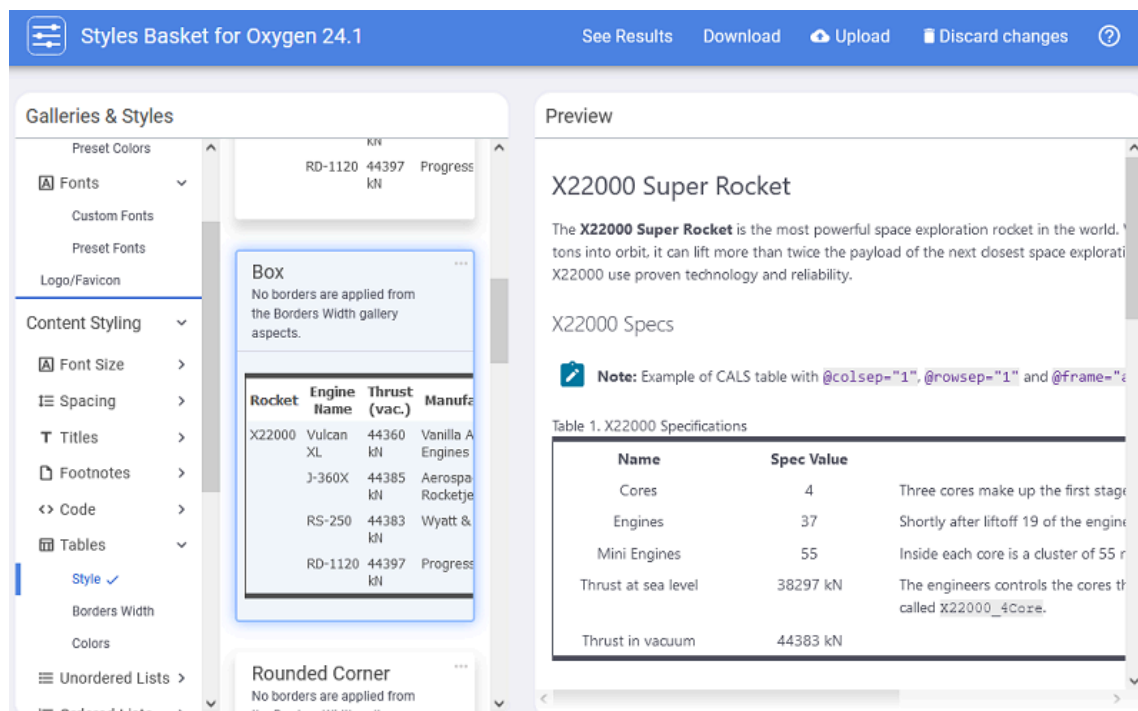 Styles Basket for Oxygen 24.1
See Results
Download
Upload
Discard changes
Galleries & Styles
Preset Colors
Fonts
Custom Fonts
Preset Fonts
Logo/Favicon
Content Styling
Font Size
Spacing
Titles
Footnotes
Code
Tables
Style
Borders Width
Colors
Unordered Lists
kN
RD-1120 44397 Progress
kN
Box
No borders are applied from
the Borders Width gallery
aspects.
Rocket Engine Name Thrust (vac.) Manufa
X22000 Vulcan XL 44360 kN Vanilla A Engines
J-360X 44385 kN Aerospa Rocketje
RS-250 44383 kN Wyatt &
RD-1120 44397 kN Progress
Rounded Corner
No borders are applied from
Preview
X22000 Super Rocket
The X22000 Super Rocket is the most powerful space exploration rocket in the world.
tons into orbit, it can lift more than twice the payload of the next closest space explorati
X22000 use proven technology and reliability.
X22000 Specs
Note: Example of CALS table with @colsep="1", @rowsep="1" and @frame="a
Table 1. X22000 Specifications
Name Spec Value
Cores 4 Three cores make up the first stage
Engines 37 Shortly after liftoff 19 of the engine
Mini Engines 55 Inside each core is a cluster of 55
Thrust at sea level 38297 kN The engineers controls the cores th
called X22000_4Core.
Thrust in vacuum 44383 kN